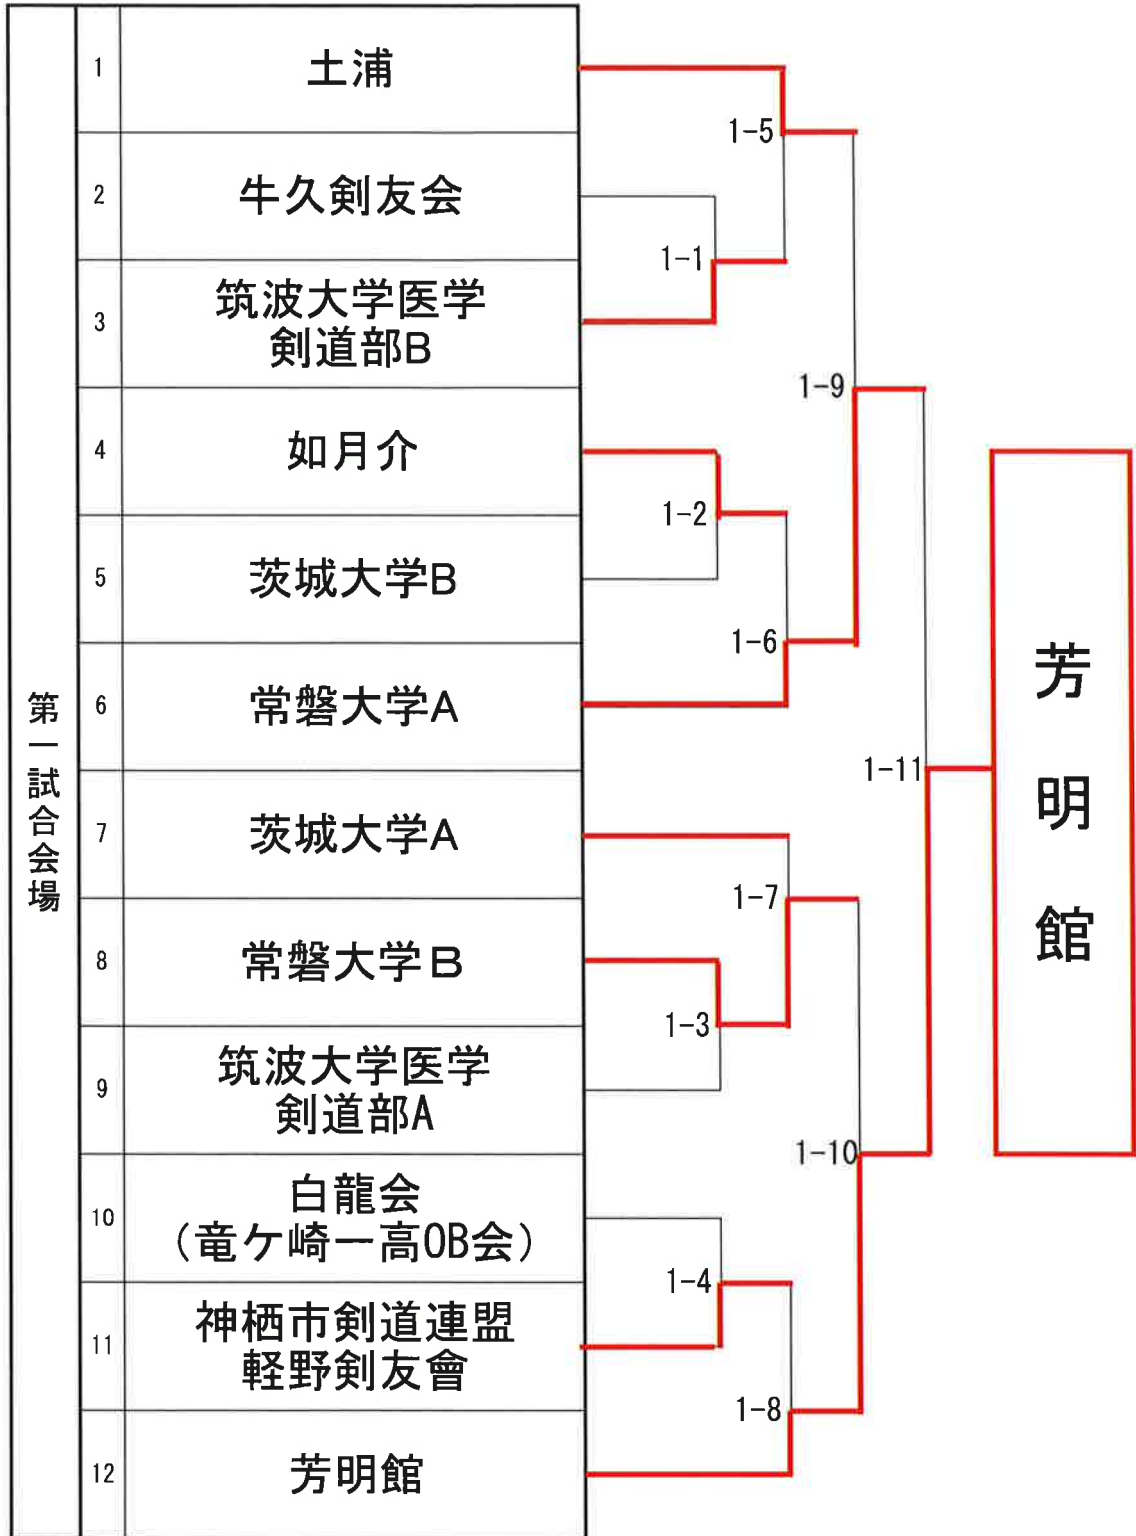 第一試合会場
1
土浦
2
牛久剣友会
3
筑波大学医学
剣道部B
4
如月介
5
茨城大学B
6
常磐大学A
7
茨城大学A
8
常磐大学B
9
筑波大学医学
剣道部A
10
白龍会
(竜ケ崎一高OB会)
11
神栖市剣道連盟
軽野剣友會
12
芳明館
1-5
1-1
1-9
1-2
1-6
1-11
1-7
1-3
1-10
1-4
1-8
芳明館